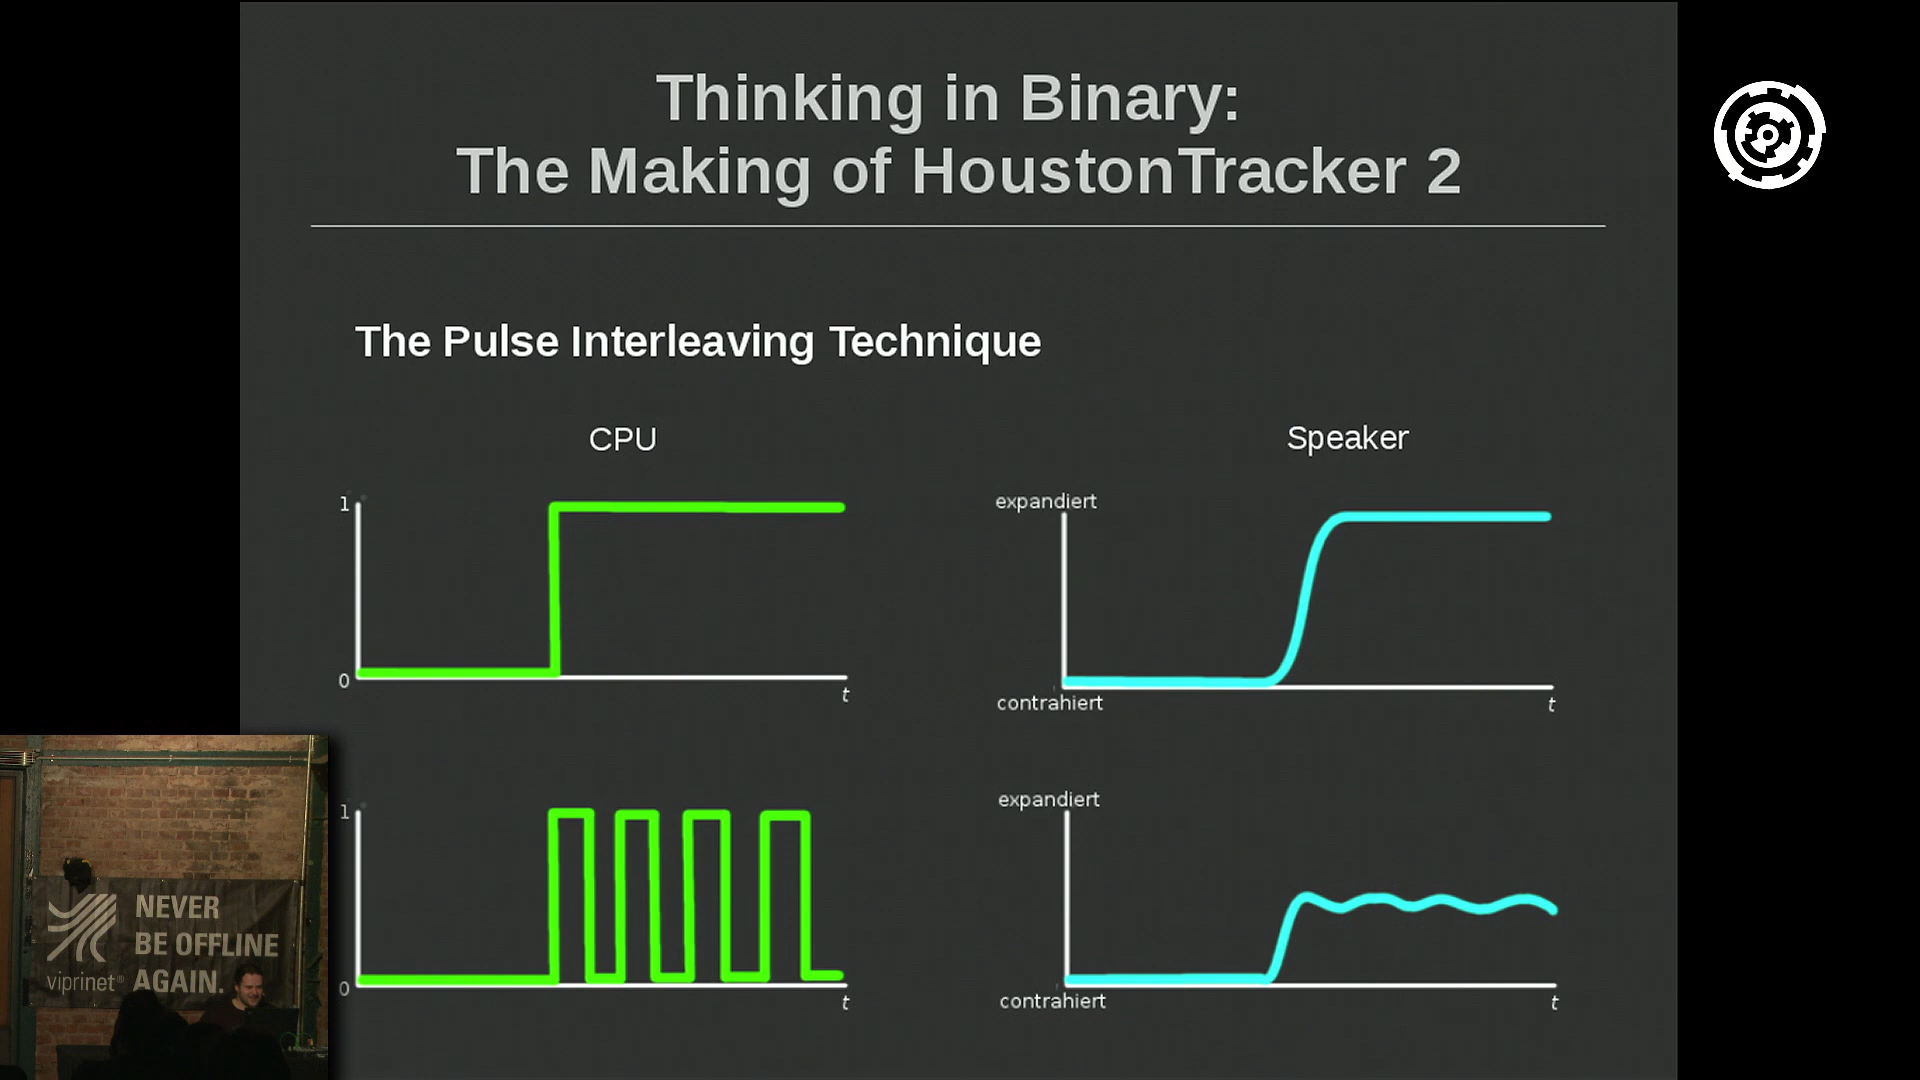 Thinking in Binary:
The Making of HoustonTracker 2
The Pulse Interleaving Technique
CPU
Speaker
1
0
t
expandiert
contrahiert
t
1
0
t
expandiert
contrahiert
t
NEVER
BE OFFLINE
AGAIN.
viprinet®